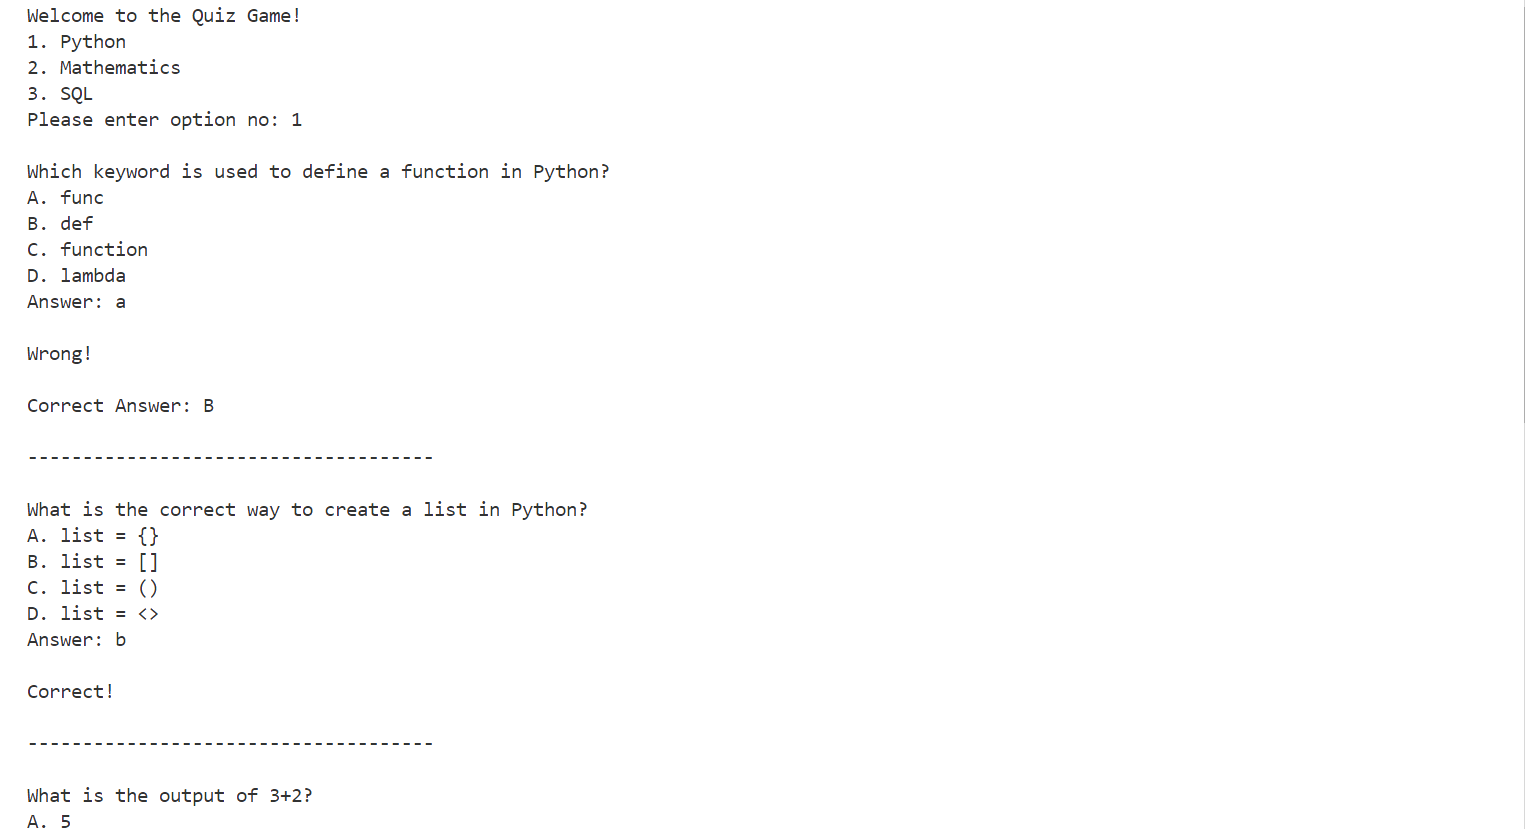 Welcome to the Quiz Game!
1. Python
2. Mathematics
3. SQL
Please enter option no: 1
Which keyword is used to define a function in Python?
A. func
B. def
C. function
D. lambda
Answer: a
Wrong!
Correct Answer: B
-------------------------------------
What is the correct way to create a list in Python?
A. list = {}
B. list = []
C. list = ()
D. list = <>
Answer: b
Correct!
-------------------------------------
What is the output of 3+2?
A. 5